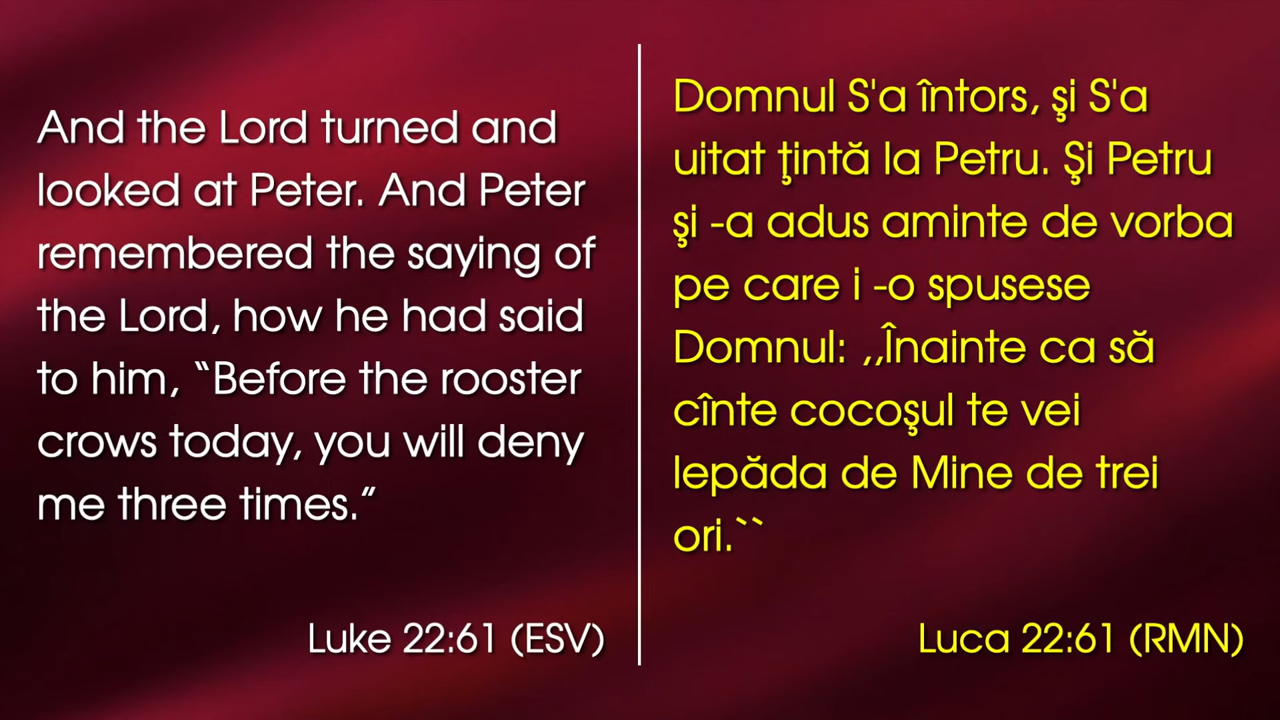 And the Lord turned and
looked at Peter. And Peter
remembered the saying of
the Lord, how he had said
to him, “Before the rooster
crows today, you will deny
me three times.”
Luke 22:61 (ESV)
Domnul S'a întors, şi S'a
uitat ţintă la Petru. Şi Petru
şi -a adus aminte de vorba
pe care i -o spusese
Domnul: ,,Înainte ca să
cînte cocoşul te vei
lepăda de Mine de trei
ori.``
Luca 22:61 (RMN)